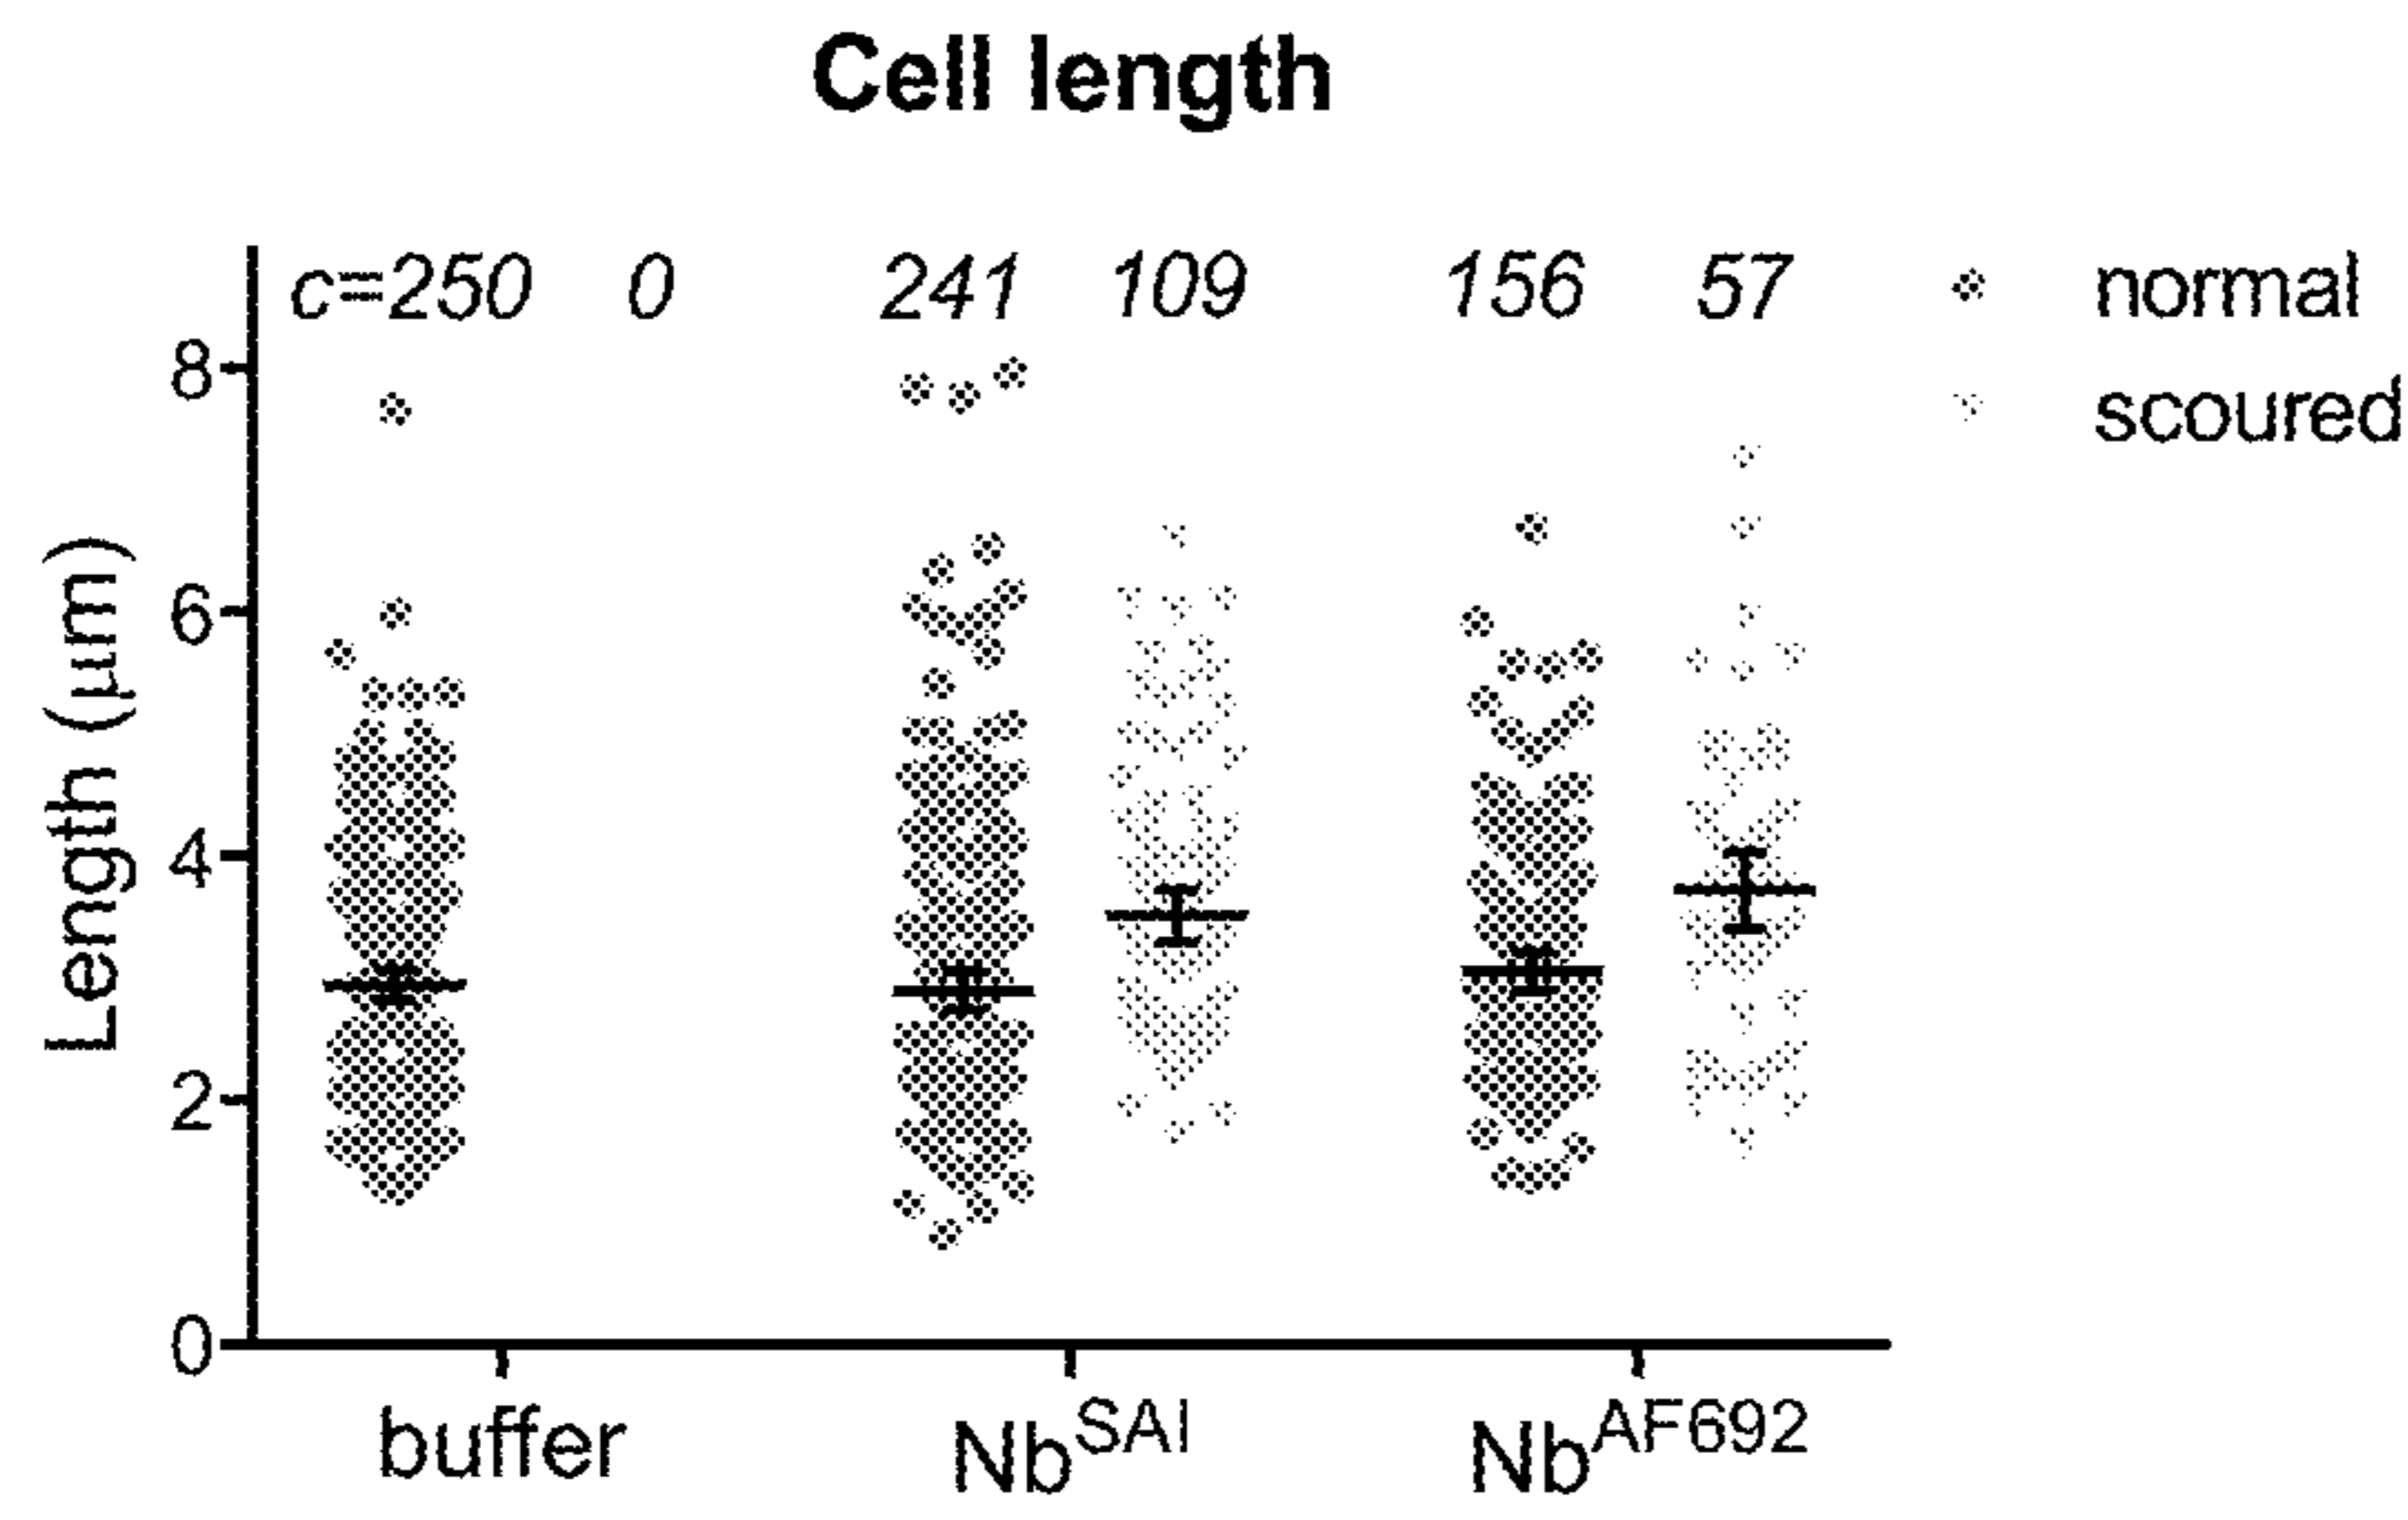 Cell length
c=250 0 241 109 156 57
normal
scoured
Length (μm)
8
6
4
2
0
buffer Nb^SAI Nb^AF692